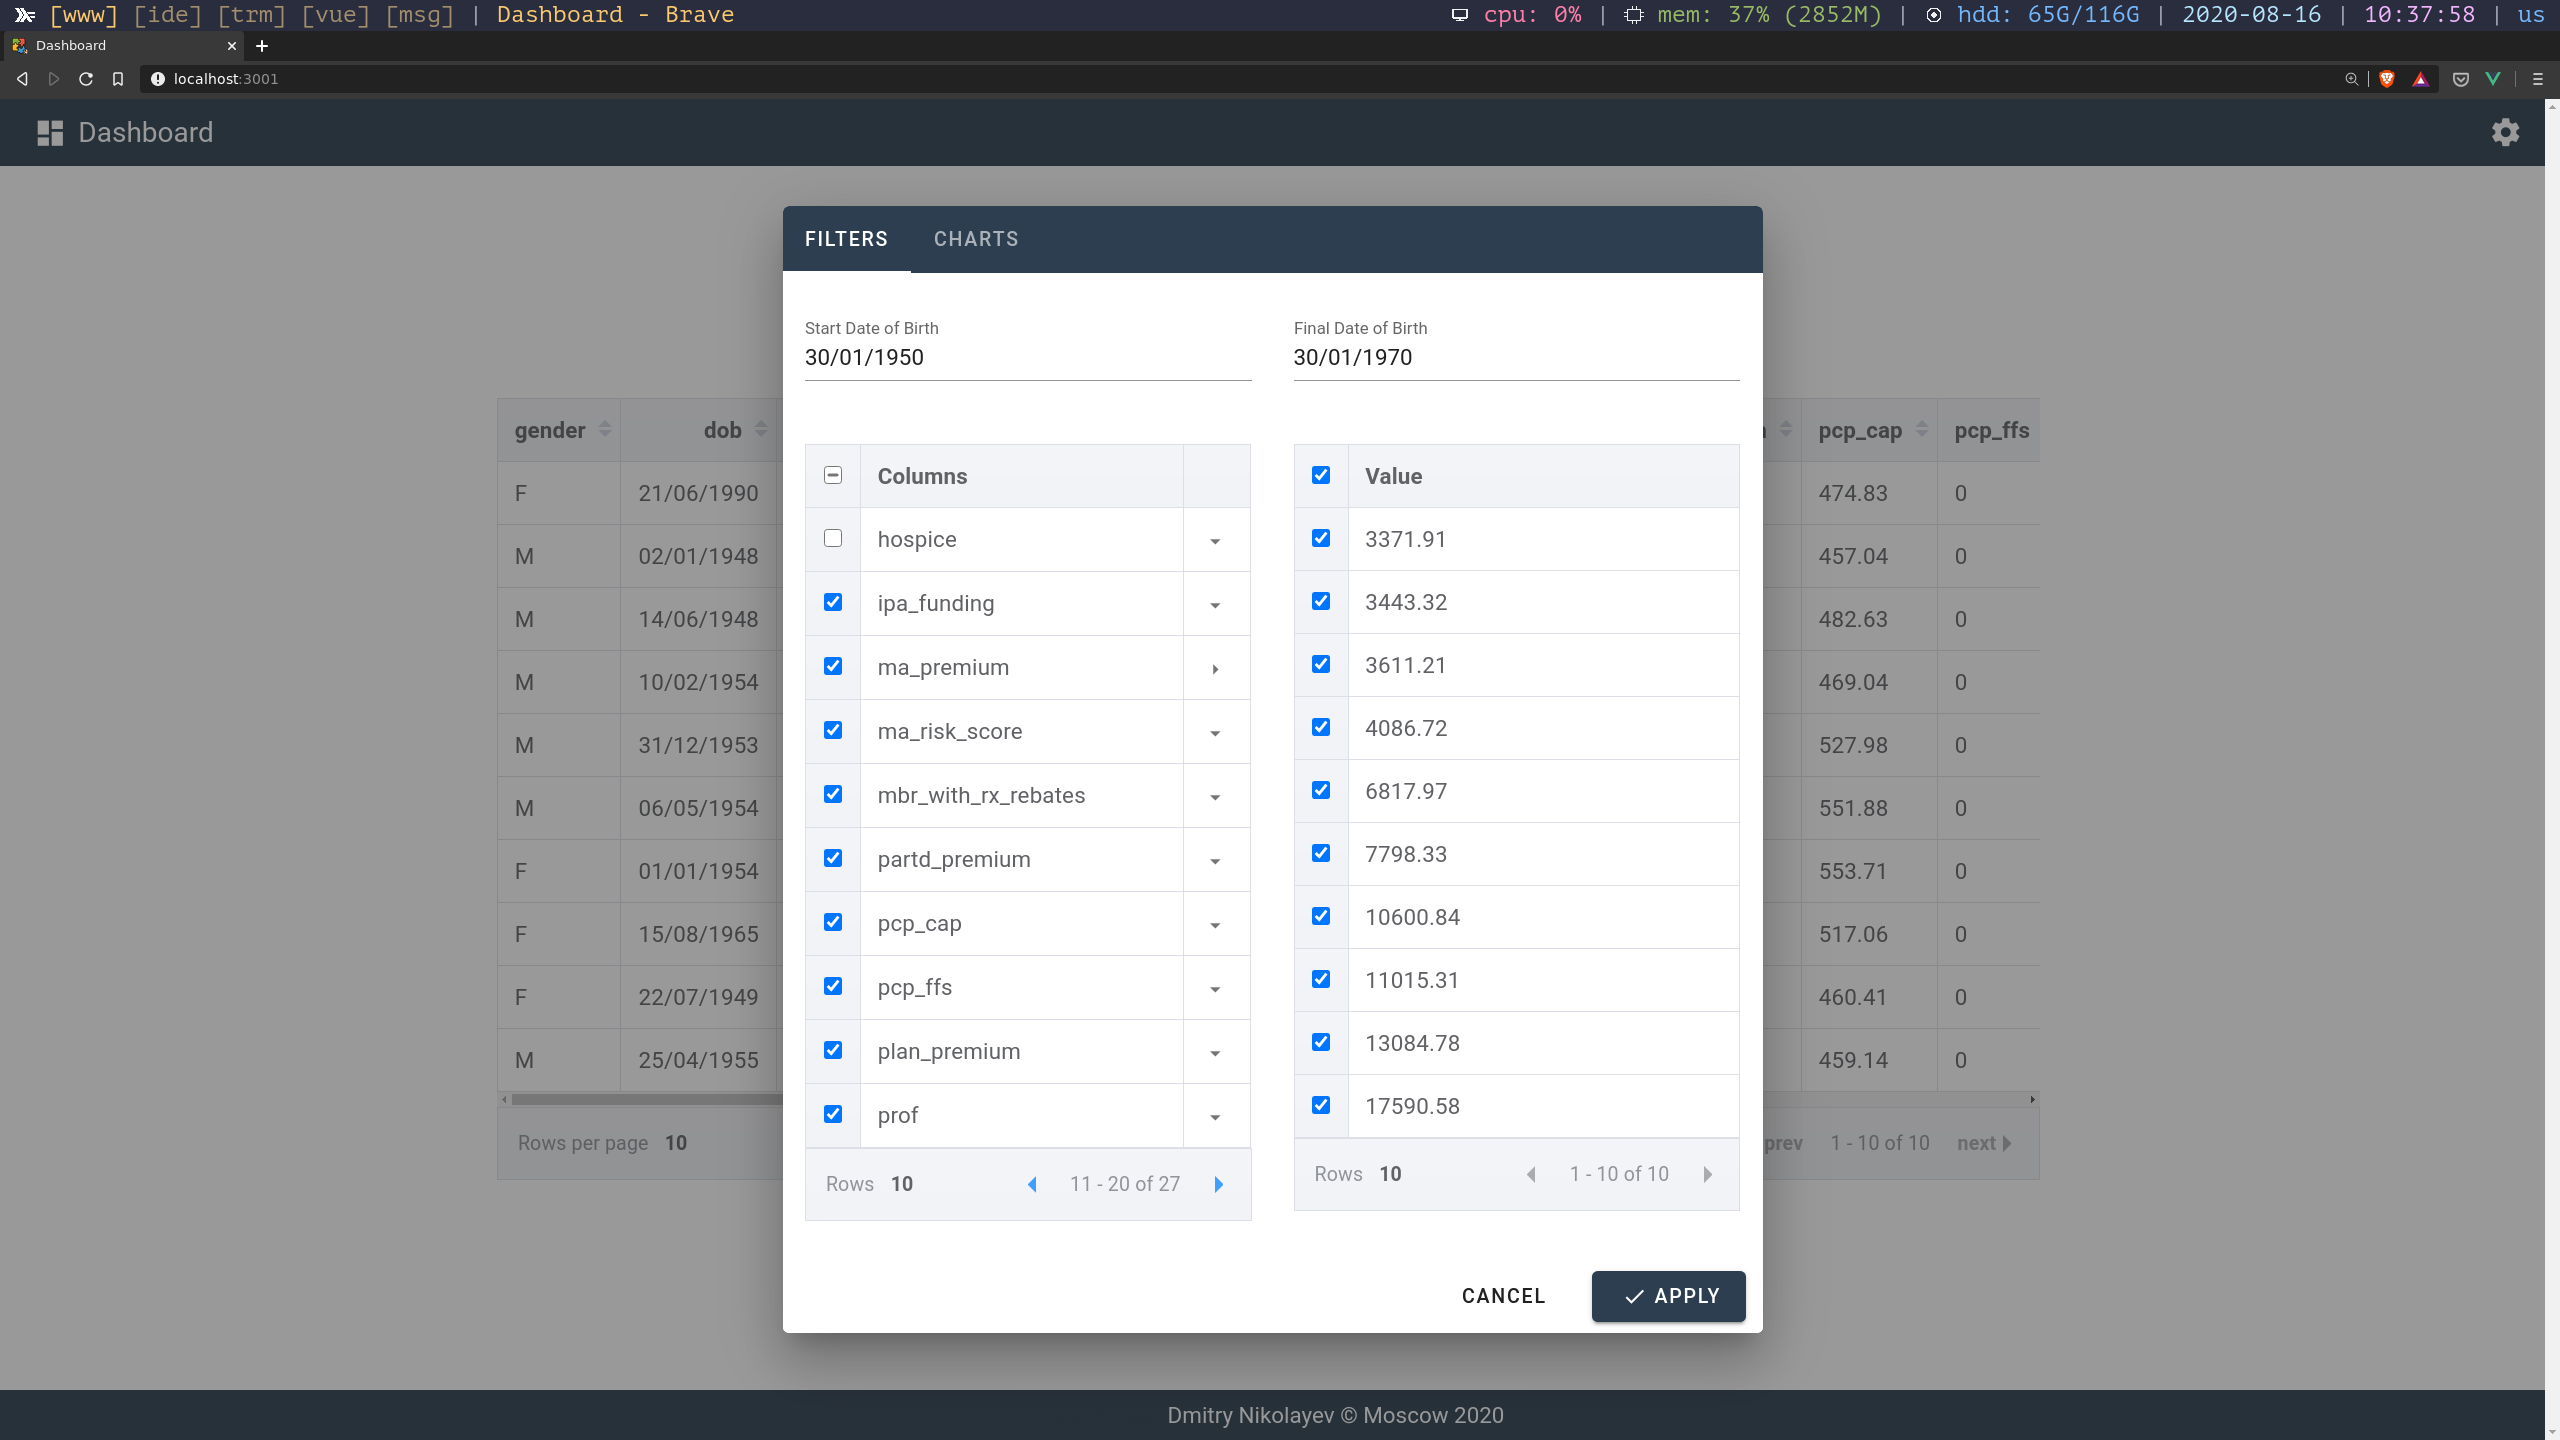 [www] [ide] [trm] [vue] [msg] | Dashboard - Brave
cpu: 0% | mem: 37% (2852M) | hdd: 65G/116G | 2020-08-16 | 10:37:58 | us
Dashboard
localhost:3001
Dashboard
FILTERS CHARTS
Start Date of Birth
30/01/1950
Final Date of Birth
30/01/1970
gender dob
F 21/06/1990
M 02/01/1948
M 14/06/1948
M 10/02/1954
M 31/12/1953
M 06/05/1954
F 01/01/1954
F 15/08/1965
F 22/07/1949
M 25/04/1955
Rows per page 10
Columns
hospice
ipa_funding
ma_premium
ma_risk_score
mbr_with_rx_rebates
partd_premium
pcp_cap
pcp_ffs
plan_premium
prof
Rows 10 11 - 20 of 27
Value
3371.91
3443.32
3611.21
4086.72
6817.97
7798.33
10600.84
11015.31
13084.78
17590.58
Rows 10 1 - 10 of 10
pcp_cap pcp_ffs
474.83 0
457.04 0
482.63 0
469.04 0
527.98 0
551.88 0
553.71 0
517.06 0
460.41 0
459.14 0
prev 1 - 10 of 10 next
CANCEL APPLY
Dmitry Nikolayev © Moscow 2020